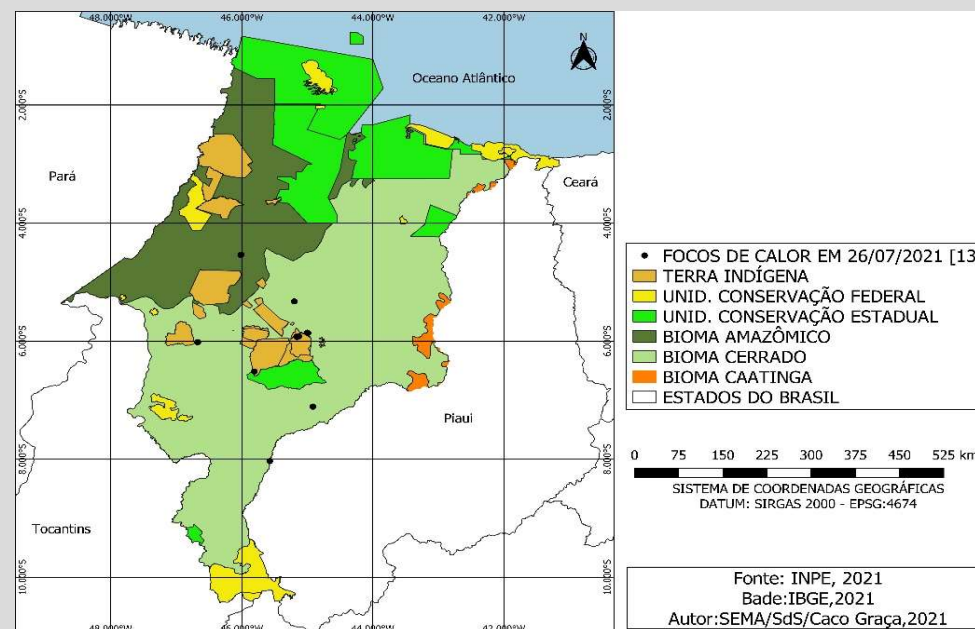 48.000°S 46.000°S 44.000°S 42.000°S
N
Oceano Atlântico
2.000°S 2.000°S
Pará
Ceará
4.000°S 4.000°S
6.000°S 6.000°S
Piaui
8.000°S 8.000°S
Tocantins
10.000°S 10.000°S
48.000°S 46.000°S 44.000°S 42.000°S
FOCOS DE CALOR EM 26/07/2021 [13
TERRA INDÍGENA
UNID. CONSERVAÇÃO FEDERAL
UNID. CONSERVAÇÃO ESTADUAL
BIOMA AMAZÔMICO
BIOMA CERRADO
BIOMA CAATINGA
ESTADOS DO BRASIL
0 75 150 225 300 375 450 525 km
SISTEMA DE COORDENADAS GEOGRÁFICAS
DATUM: SIRGAS 2000 - EPSG:4674
Fonte: INPE, 2021
Bade:IBGE,2021
Autor:SEMA/SdS/Caco Graça,2021